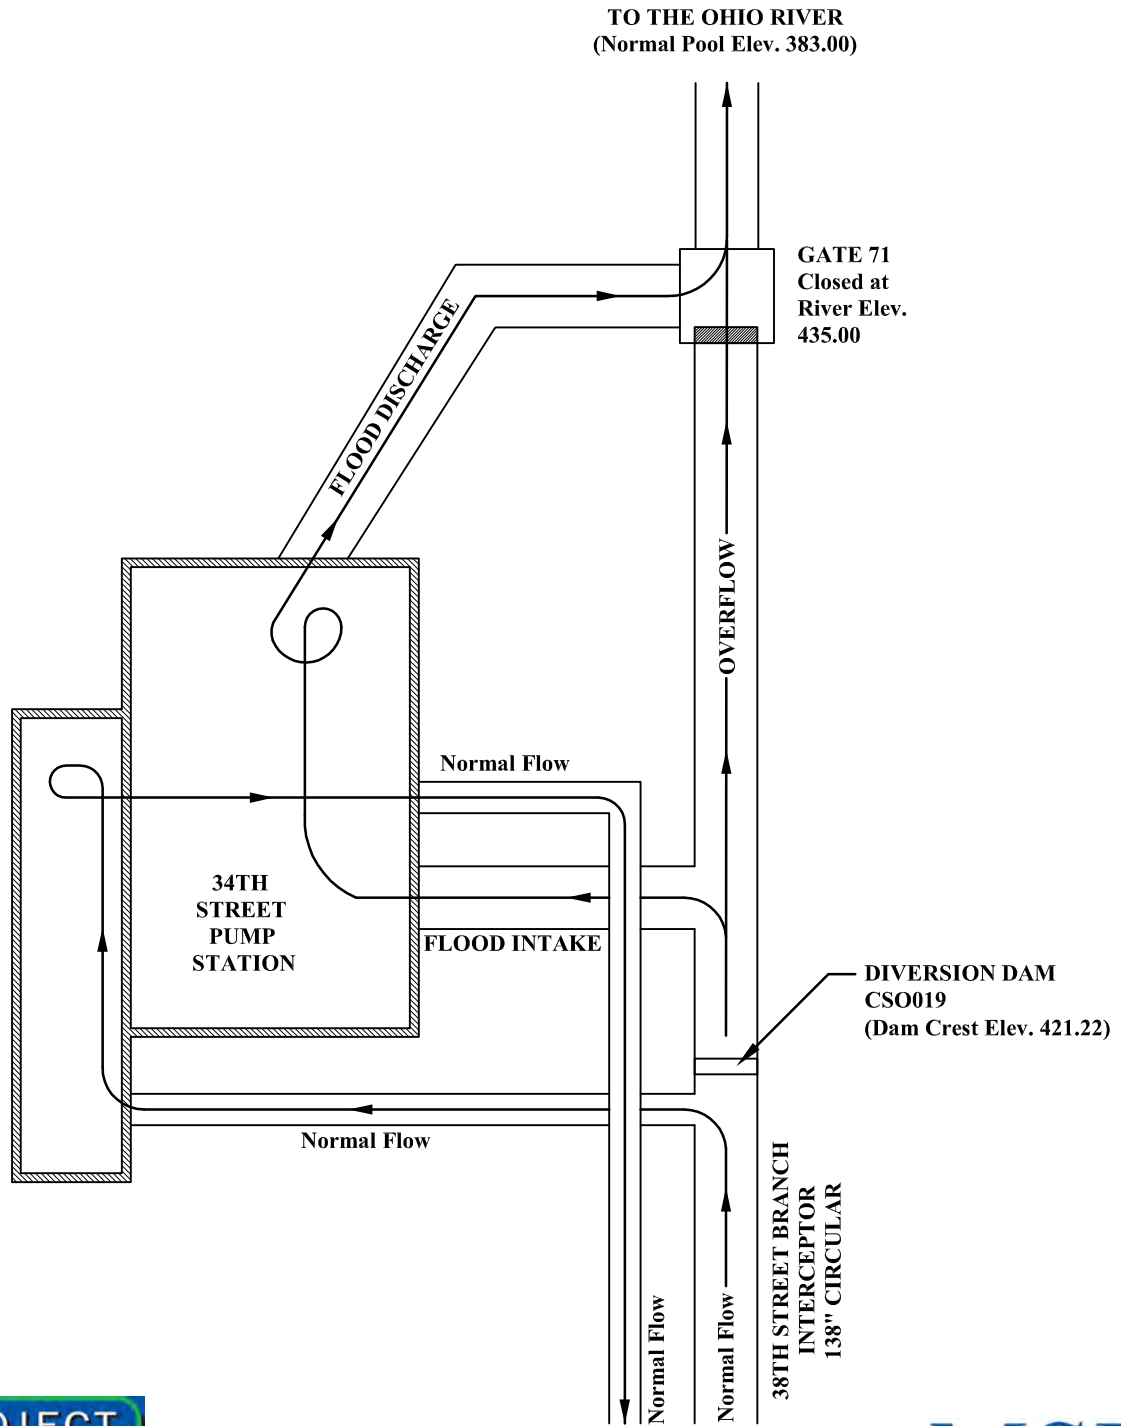 TO THE OHIO RIVER
(Normal Pool Elev. 383.00)
GATE 71
Closed at
River Elev.
435.00
FLOOD DISCHARGE
OVERFLOW
Normal Flow
34TH
STREET
PUMP
STATION
FLOOD INTAKE
DIVERSION DAM
CSO019
(Dam Crest Elev. 421.22)
Normal Flow
Normal Flow
Normal Flow
38TH STREET BRANCH
INTERCEPTOR
138" CIRCULAR